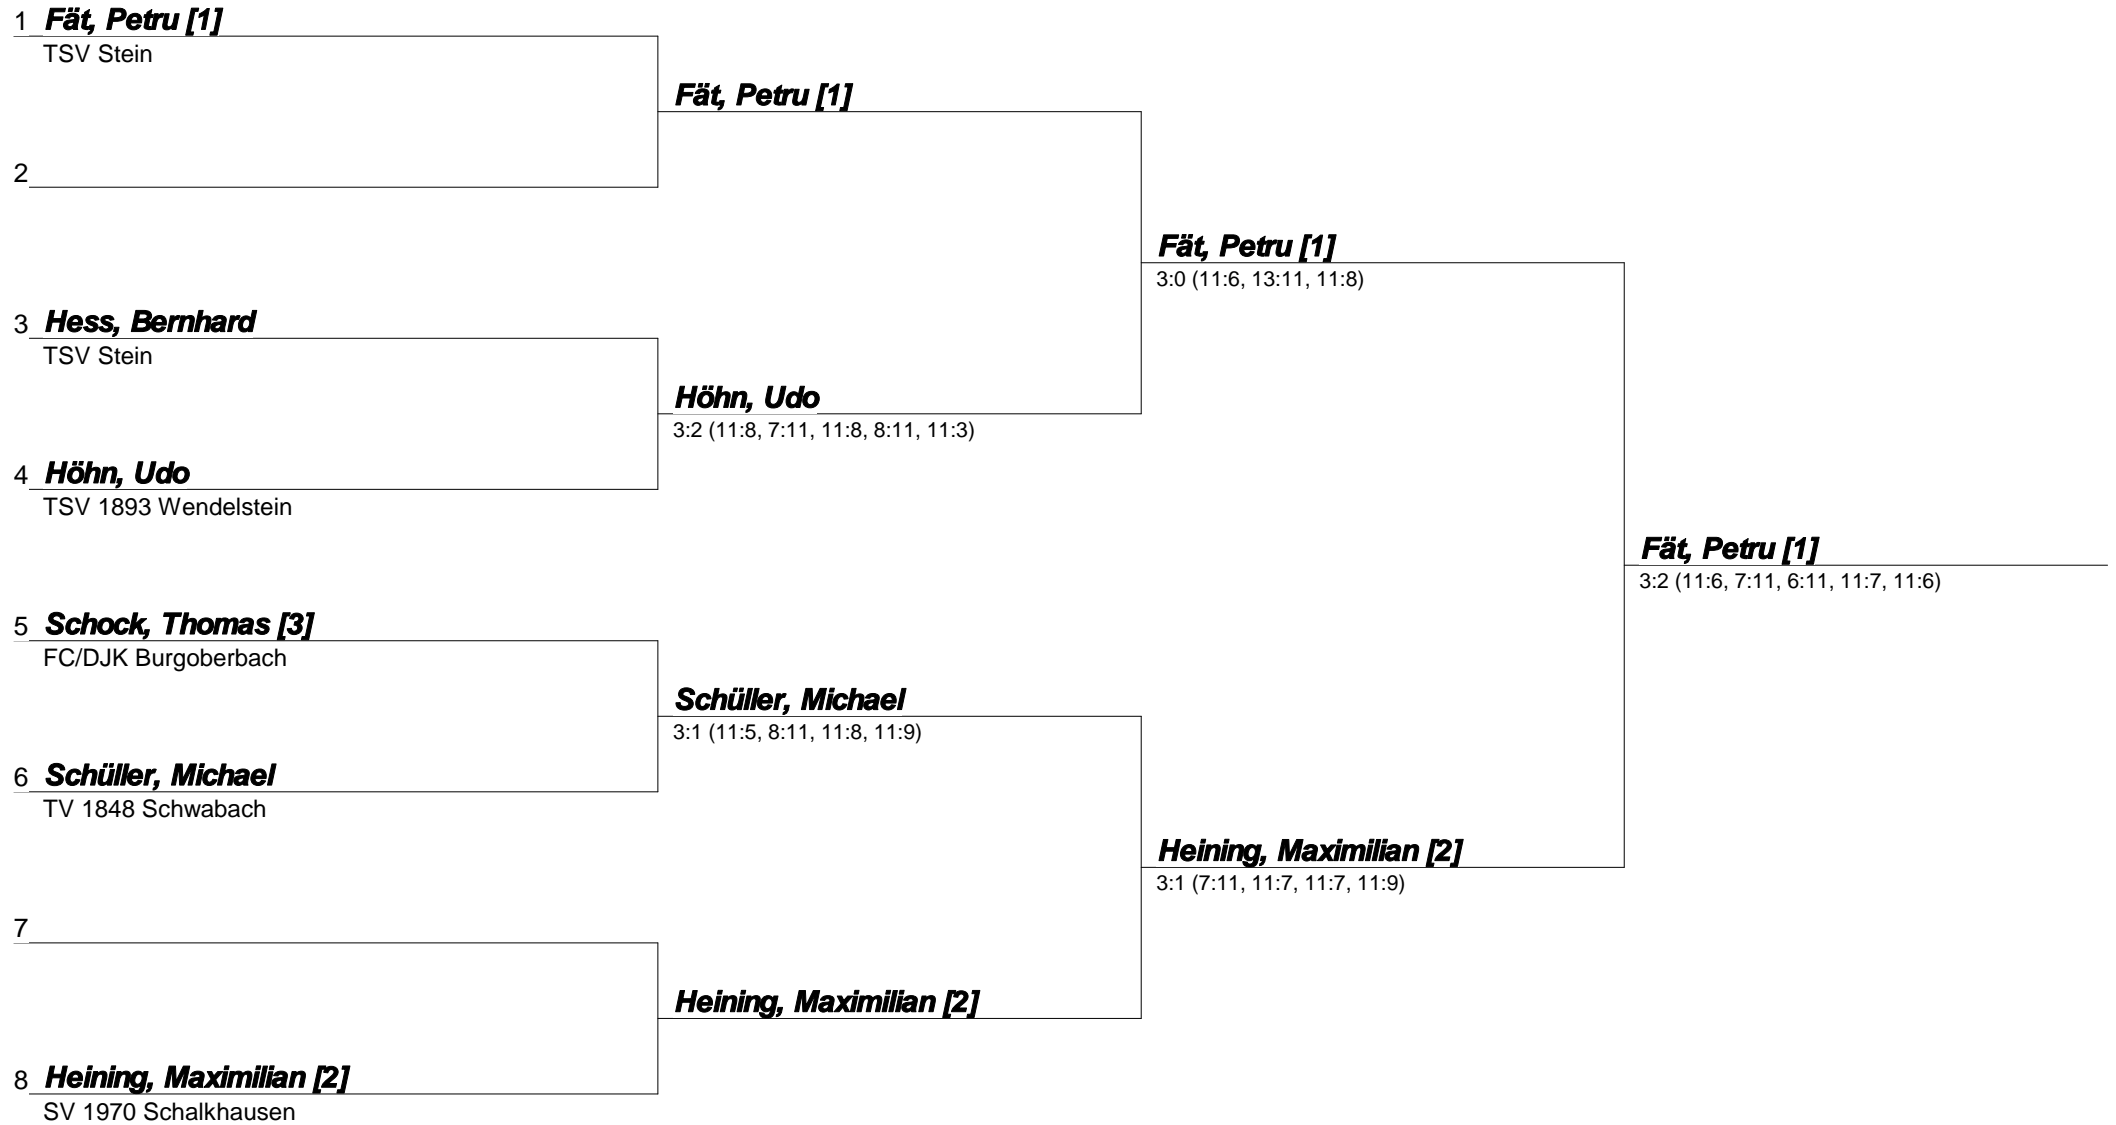 1 Fät, Petru [1]
TSV Stein
Fät, Petru [1]
2
Fät, Petru [1]
3:0 (11:6, 13:11, 11:8)
3 Hess, Bernhard
TSV Stein
Höhn, Udo
3:2 (11:8, 7:11, 11:8, 8:11, 11:3)
4 Höhn, Udo
TSV 1893 Wendelstein
Fät, Petru [1]
3:2 (11:6, 7:11, 6:11, 11:7, 11:6)
5 Schock, Thomas [3]
FC/DJK Burgoberbach
Schüller, Michael
3:1 (11:5, 8:11, 11:8, 11:9)
6 Schüller, Michael
TV 1848 Schwabach
Heining, Maximilian [2]
3:1 (7:11, 11:7, 11:7, 11:9)
7
Heining, Maximilian [2]
8 Heining, Maximilian [2]
SV 1970 Schalkhausen